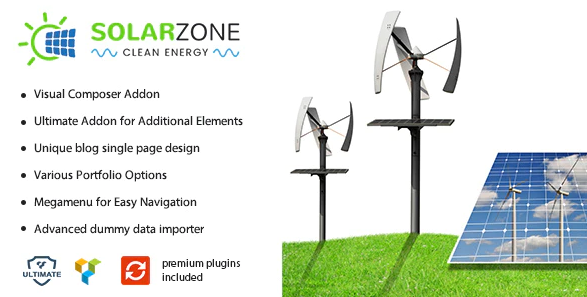 SOLARZONE
CLEAN ENERGY
Visual Composer Addon
Ultimate Addon for Additional Elements
Unique blog single page design
Various Portfolio Options
Megamenu for Easy Navigation
Advanced dummy data importer
ULTIMATE
premium plugins
included